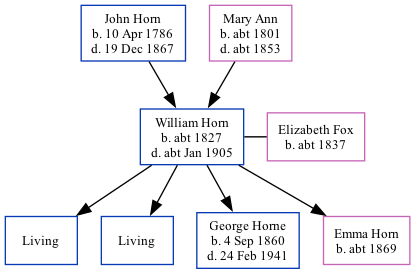 John Horn
b. 10 Apr 1786
d. 19 Dec 1867
Mary Ann
b. abt 1801
d. abt 1853
William Horn
b. abt 1827
d. abt Jan 1905
Elizabeth Fox
b. abt 1837
Living
Living
George Horne
b. 4 Sep 1860
d. 24 Feb 1941
Emma Horn
b. abt 1869